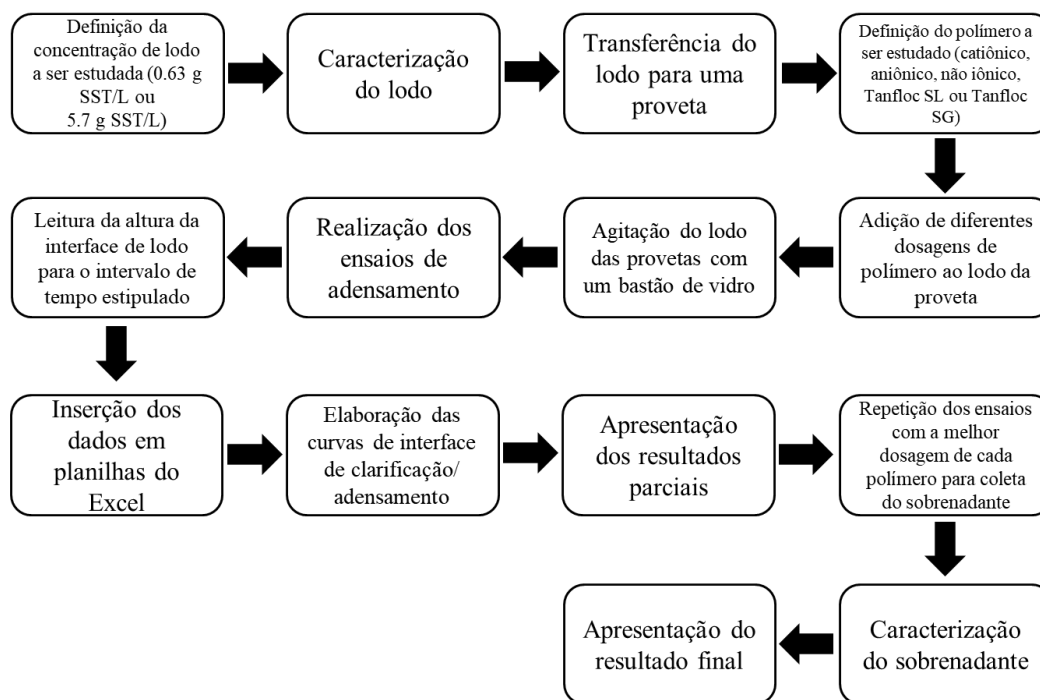 Definição da
concentração de lodo
a ser estudada (0.63 g
SST/L ou
5.7 g SST/L)
Caracterização
do lodo
Transferência do
lodo para uma
proveta
Definição do polímero a
ser estudado (catiônico,
aniônico, não iônico,
Tanfloc SL ou Tanfloc
SG)
Adição de diferentes
dosagens de
polímero ao lodo da
proveta
Agitação do lodo
das provetas com
um bastão de vidro
Realização dos
ensaios de
adensamento
Leitura da altura da
interface de lodo
para o intervalo de
tempo estipulado
Inserção dos
dados em
planilhas do
Excel
Elaboração das
curvas de interface
de clarificação/
adensamento
Apresentação
dos resultados
parciais
Repetição dos ensaios
com a melhor
dosagem de cada
polímero para coleta
do sobrenadante
Caracterização
do sobrenadante
Apresentação do
resultado final